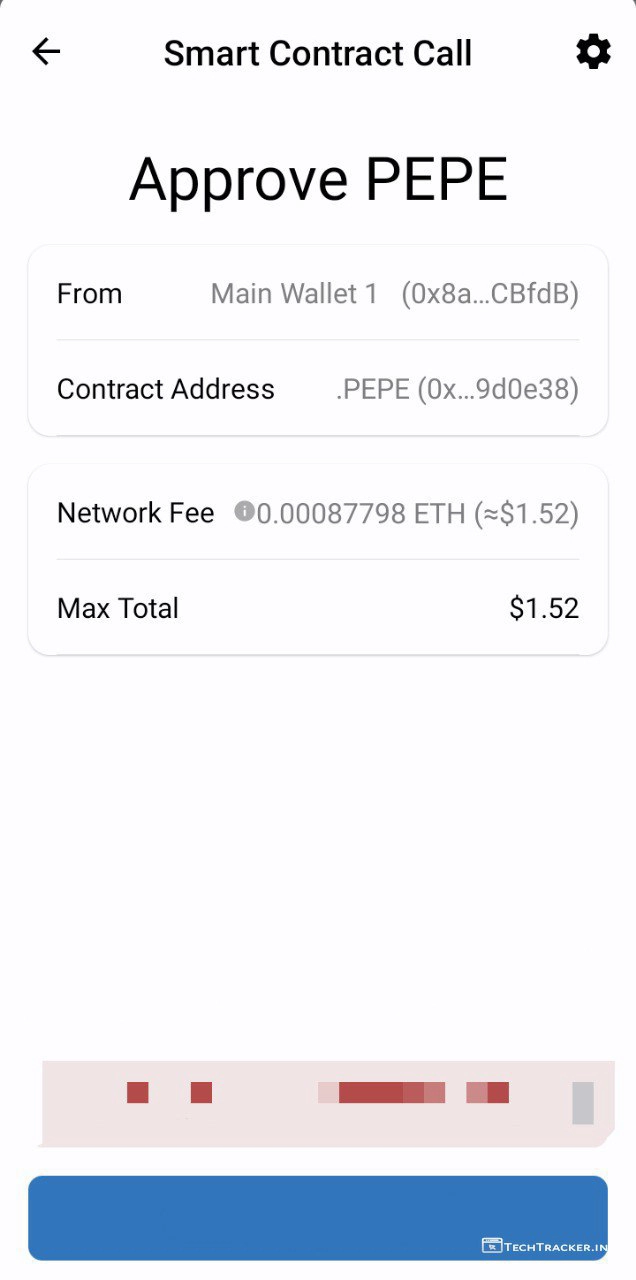 Smart Contract Call
Approve PEPE
From Main Wallet 1 (0x8a...CBfdB)
Contract Address .PEPE (0x...9d0e38)
Network Fee 0.00087798 ETH (≈$1.52)
Max Total $1.52
TECHTRACKER.IN